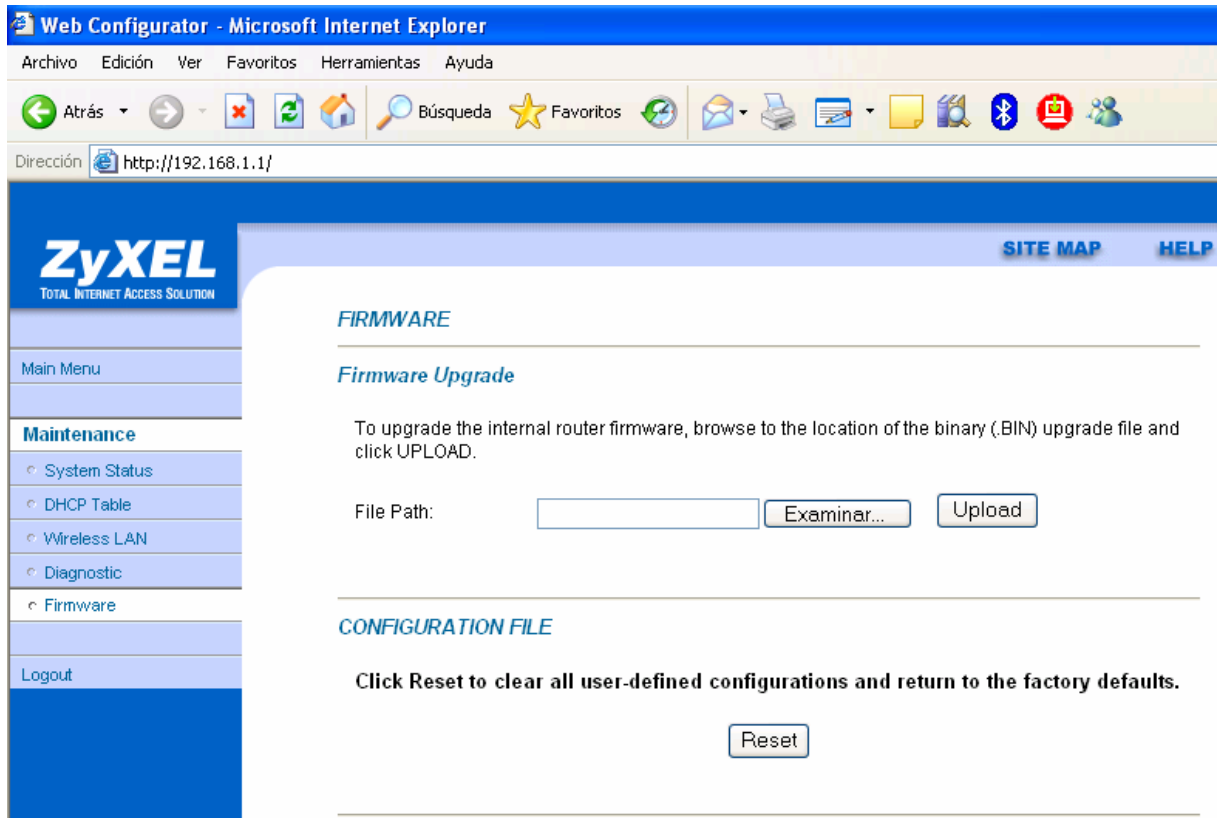 Web Configurator - Microsoft Internet Explorer
Archivo Edición Ver Favoritos Herramientas Ayuda
Atrás Búsqueda Favoritos
Dirección http://192.168.1.1/
ZyXEL
TOTAL INTERNET ACCESS SOLUTION
SITE MAP HELP
Main Menu
Maintenance
System Status
DHCP Table
Wireless LAN
Diagnostic
Firmware
Logout
FIRMWARE
Firmware Upgrade
To upgrade the internal router firmware, browse to the location of the binary (.BIN) upgrade file and
click UPLOAD.
File Path: Examinar... Upload
CONFIGURATION FILE
Click Reset to clear all user-defined configurations and return to the factory defaults.
Reset